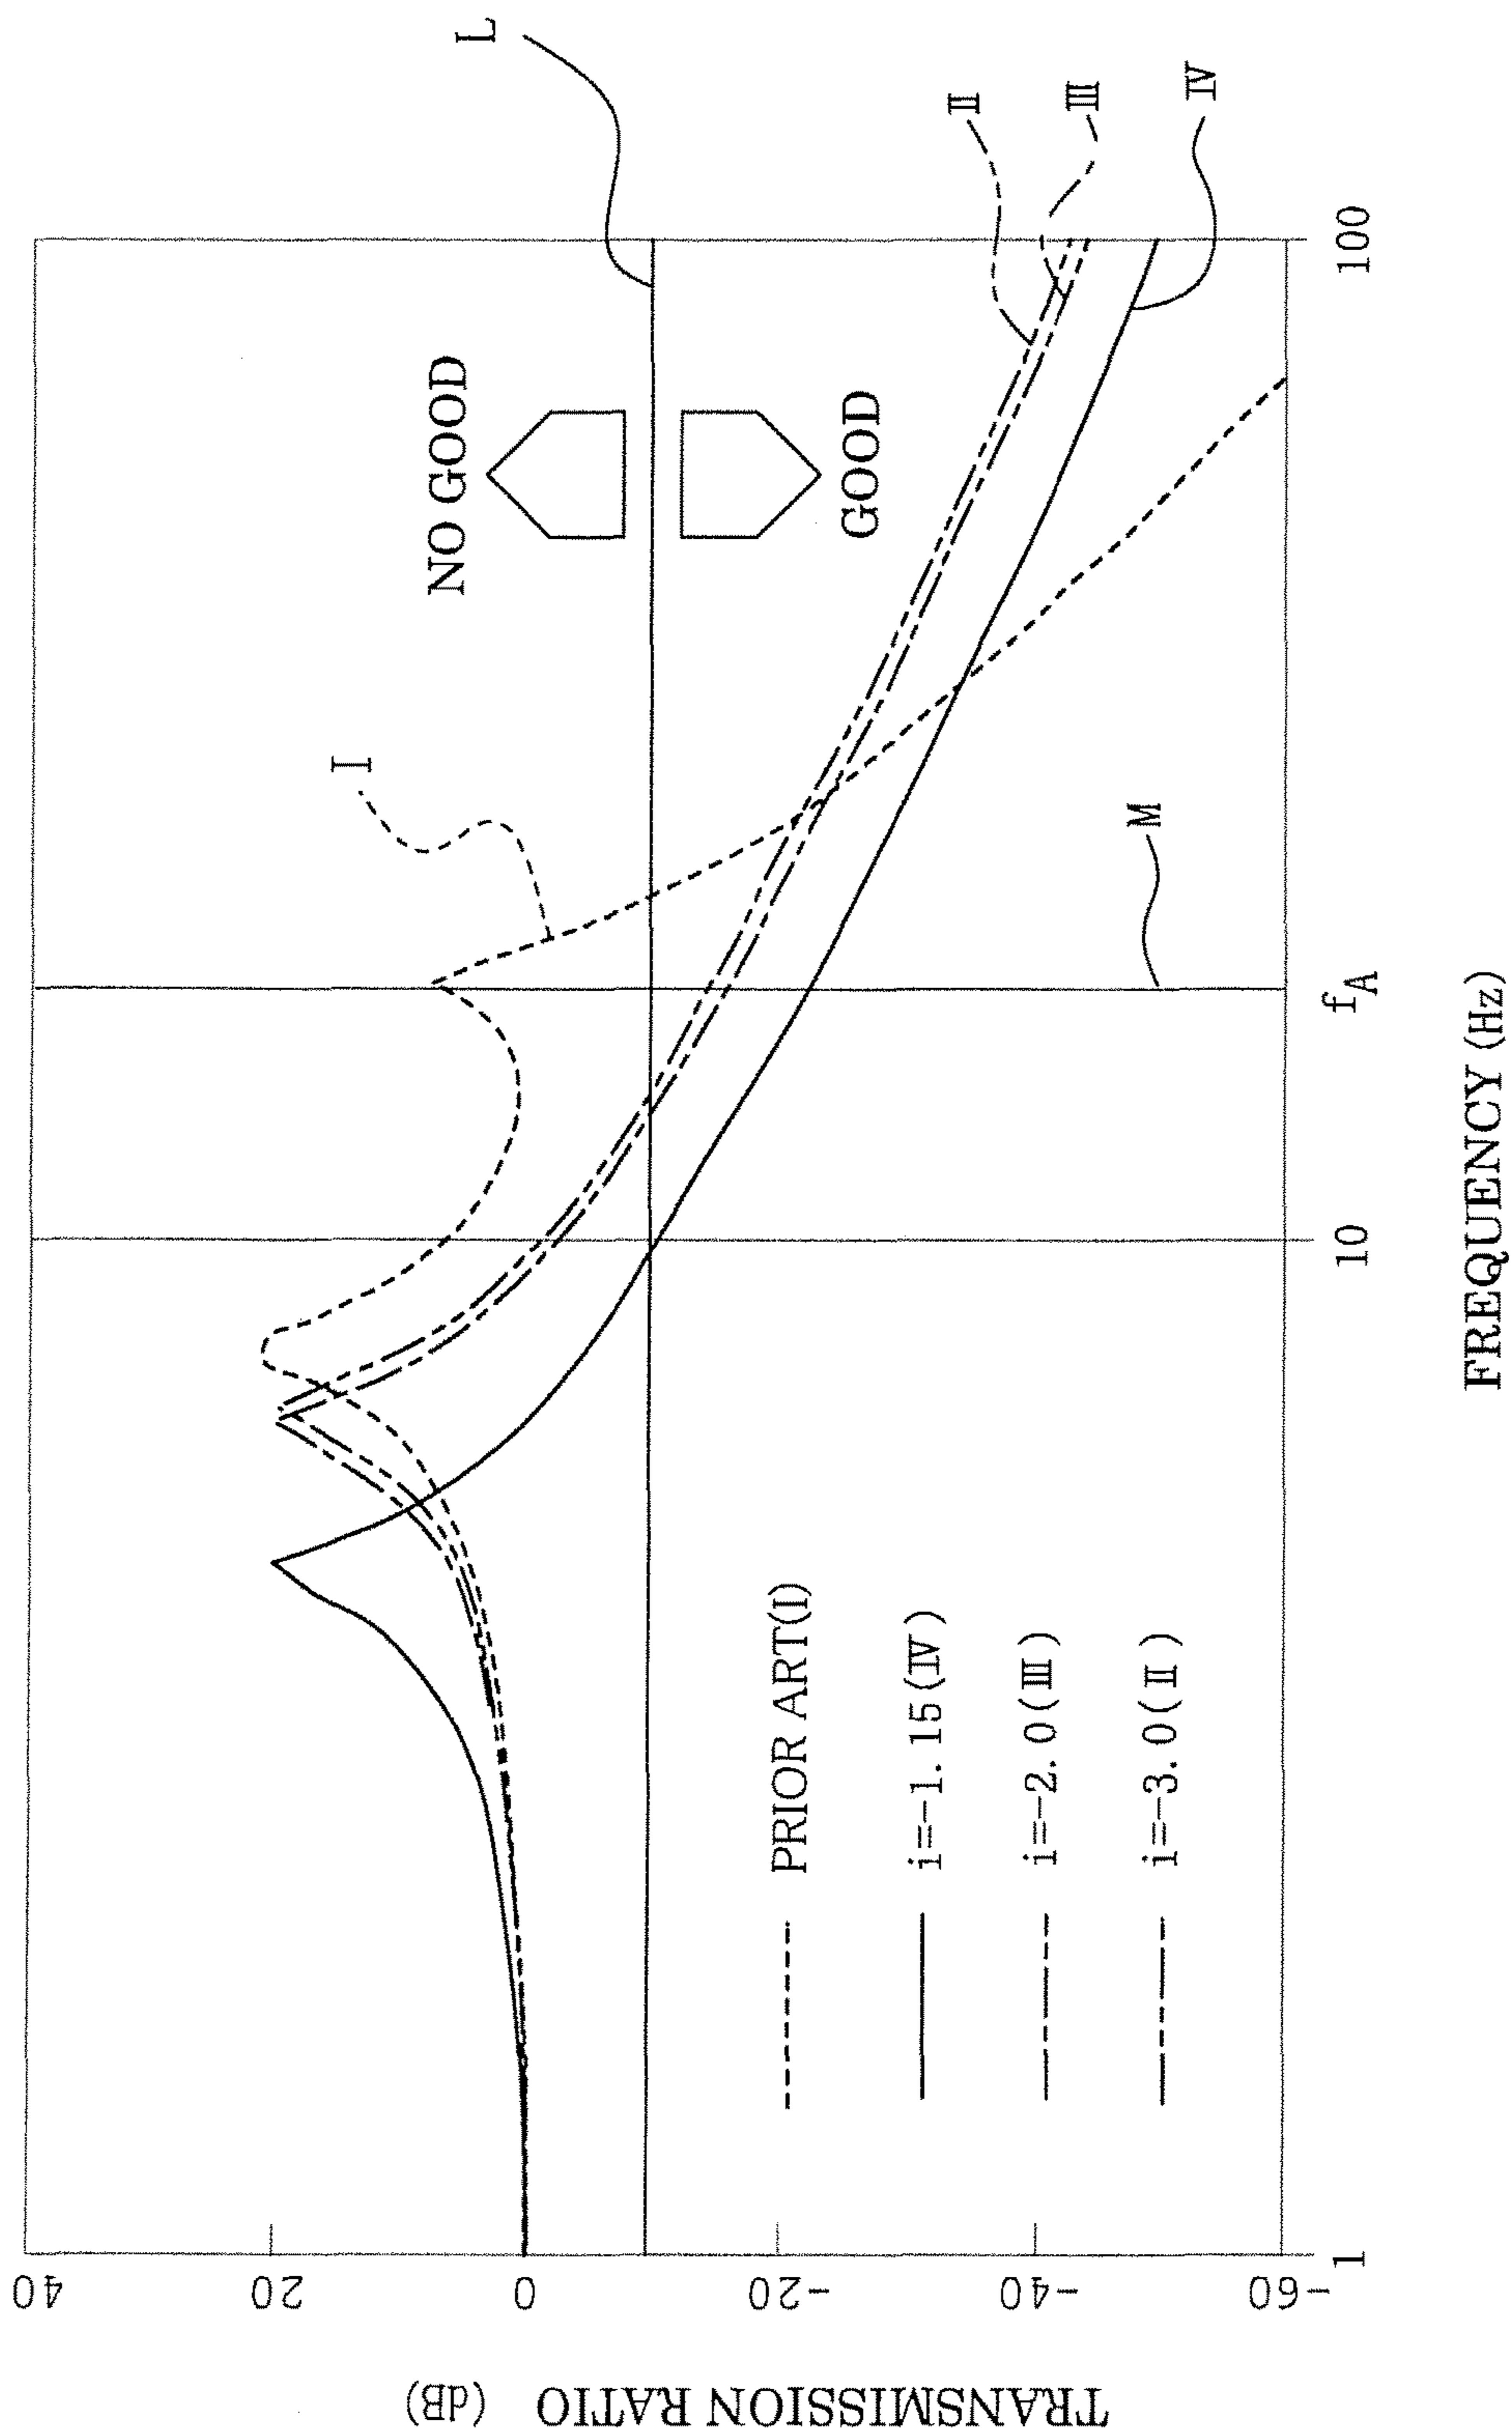 TRANSMISSION RATIO (dB)
40
20
0
-20
-40
-60
NO GOOD
GOOD
I
L
II
III
IV
M
PRIOR ART(I)
i=-1.15(IV)
i=-2.0(III)
i=-3.0(II)
1
10
fA
100
FREQUENCY (Hz)